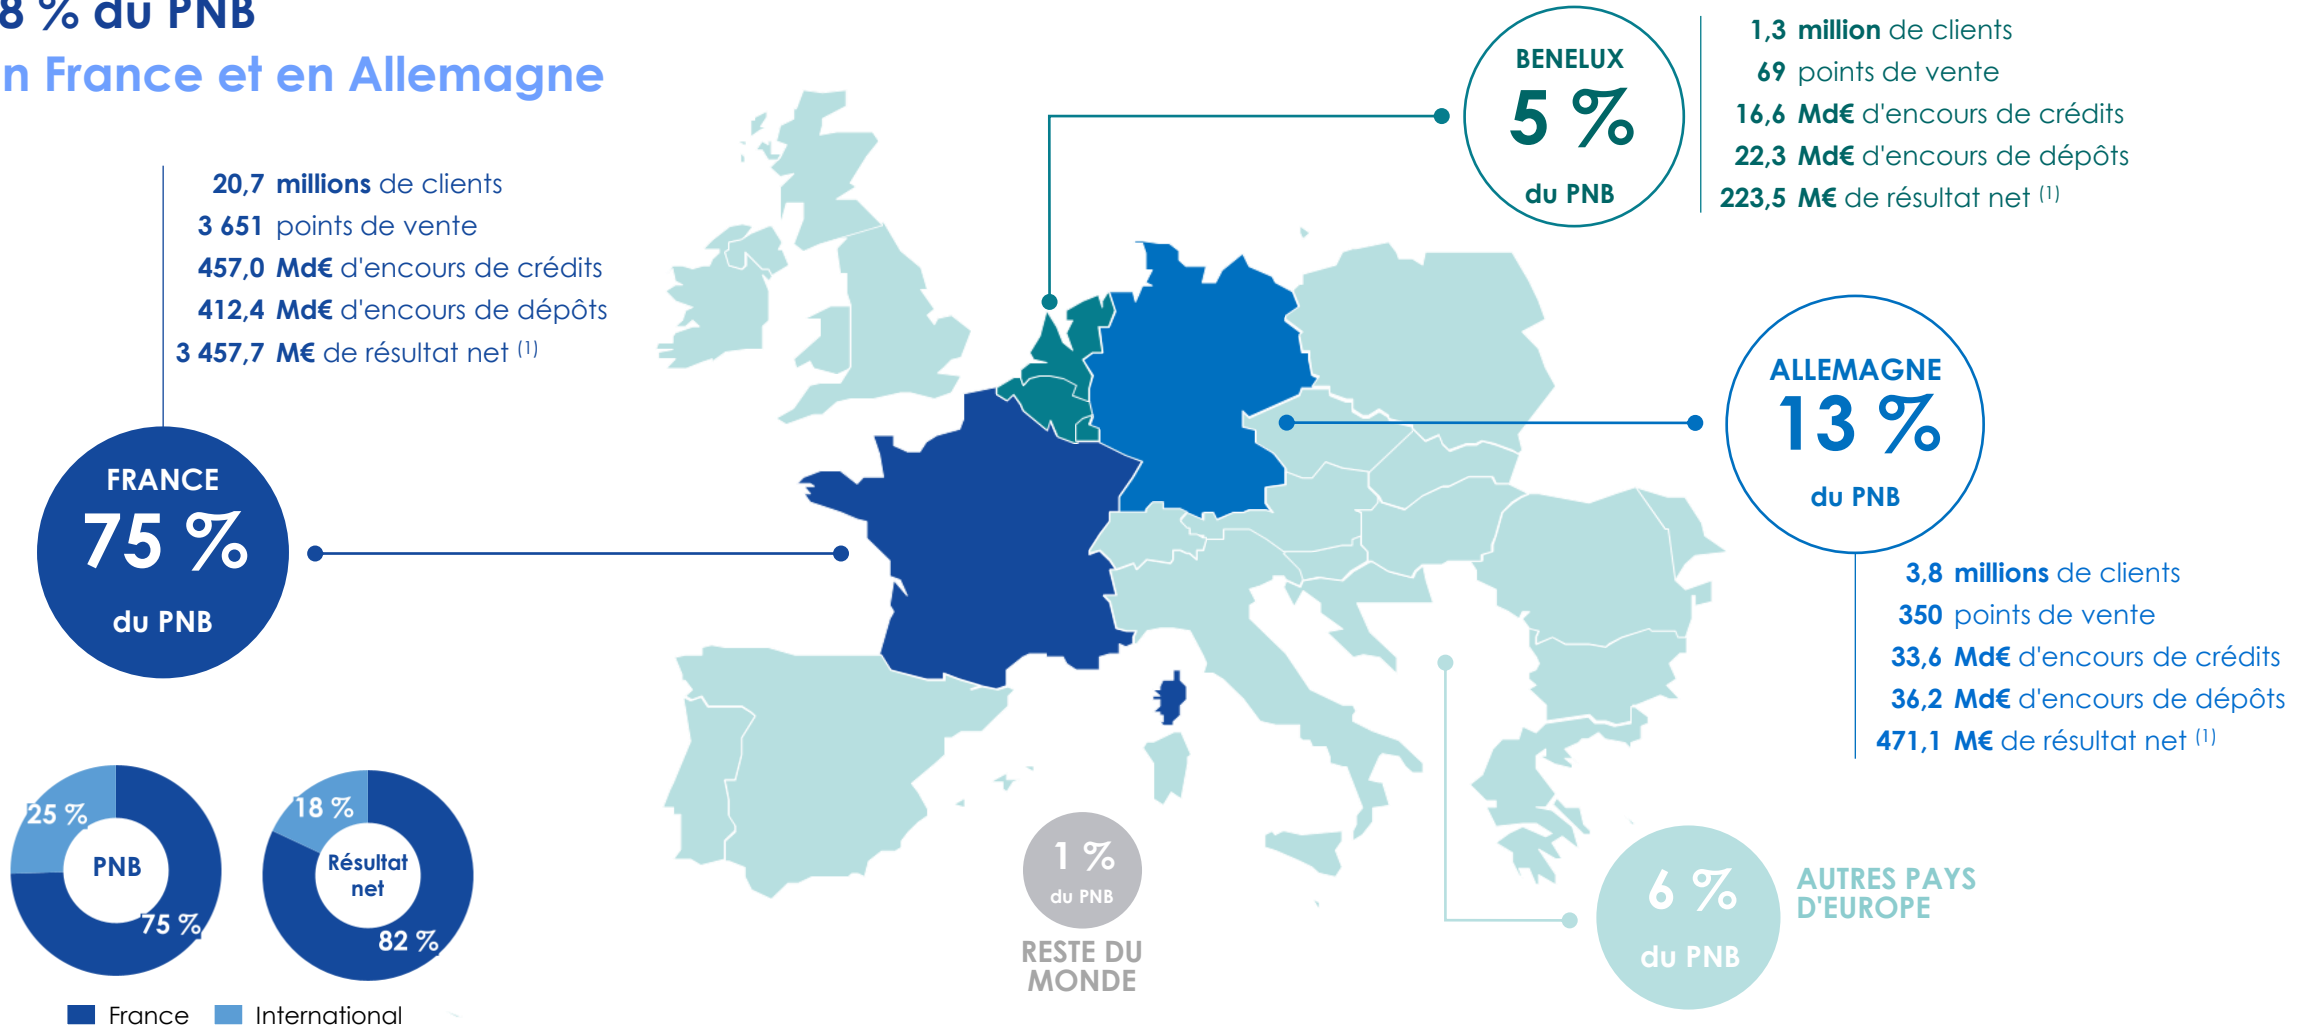 8 % du PNB
n France et en Allemagne
20,7 millions de clients
3 651 points de vente
457,0 Md€ d'encours de crédits
412,4 Md€ d'encours de dépôts
3 457,7 M€ de résultat net (1)
FRANCE
75 %
du PNB
BENELUX
5 %
du PNB
1,3 million de clients
69 points de vente
16,6 Md€ d'encours de crédits
22,3 Md€ d'encours de dépôts
223,5 M€ de résultat net (1)
ALLEMAGNE
13 %
du PNB
3,8 millions de clients
350 points de vente
33,6 Md€ d'encours de crédits
36,2 Md€ d'encours de dépôts
471,1 M€ de résultat net (1)
25 %
PNB
75 %
18 %
Résultat
net
82 %
France
International
1 %
du PNB
RESTE DU
MONDE
6 %
du PNB
AUTRES PAYS
D'EUROPE